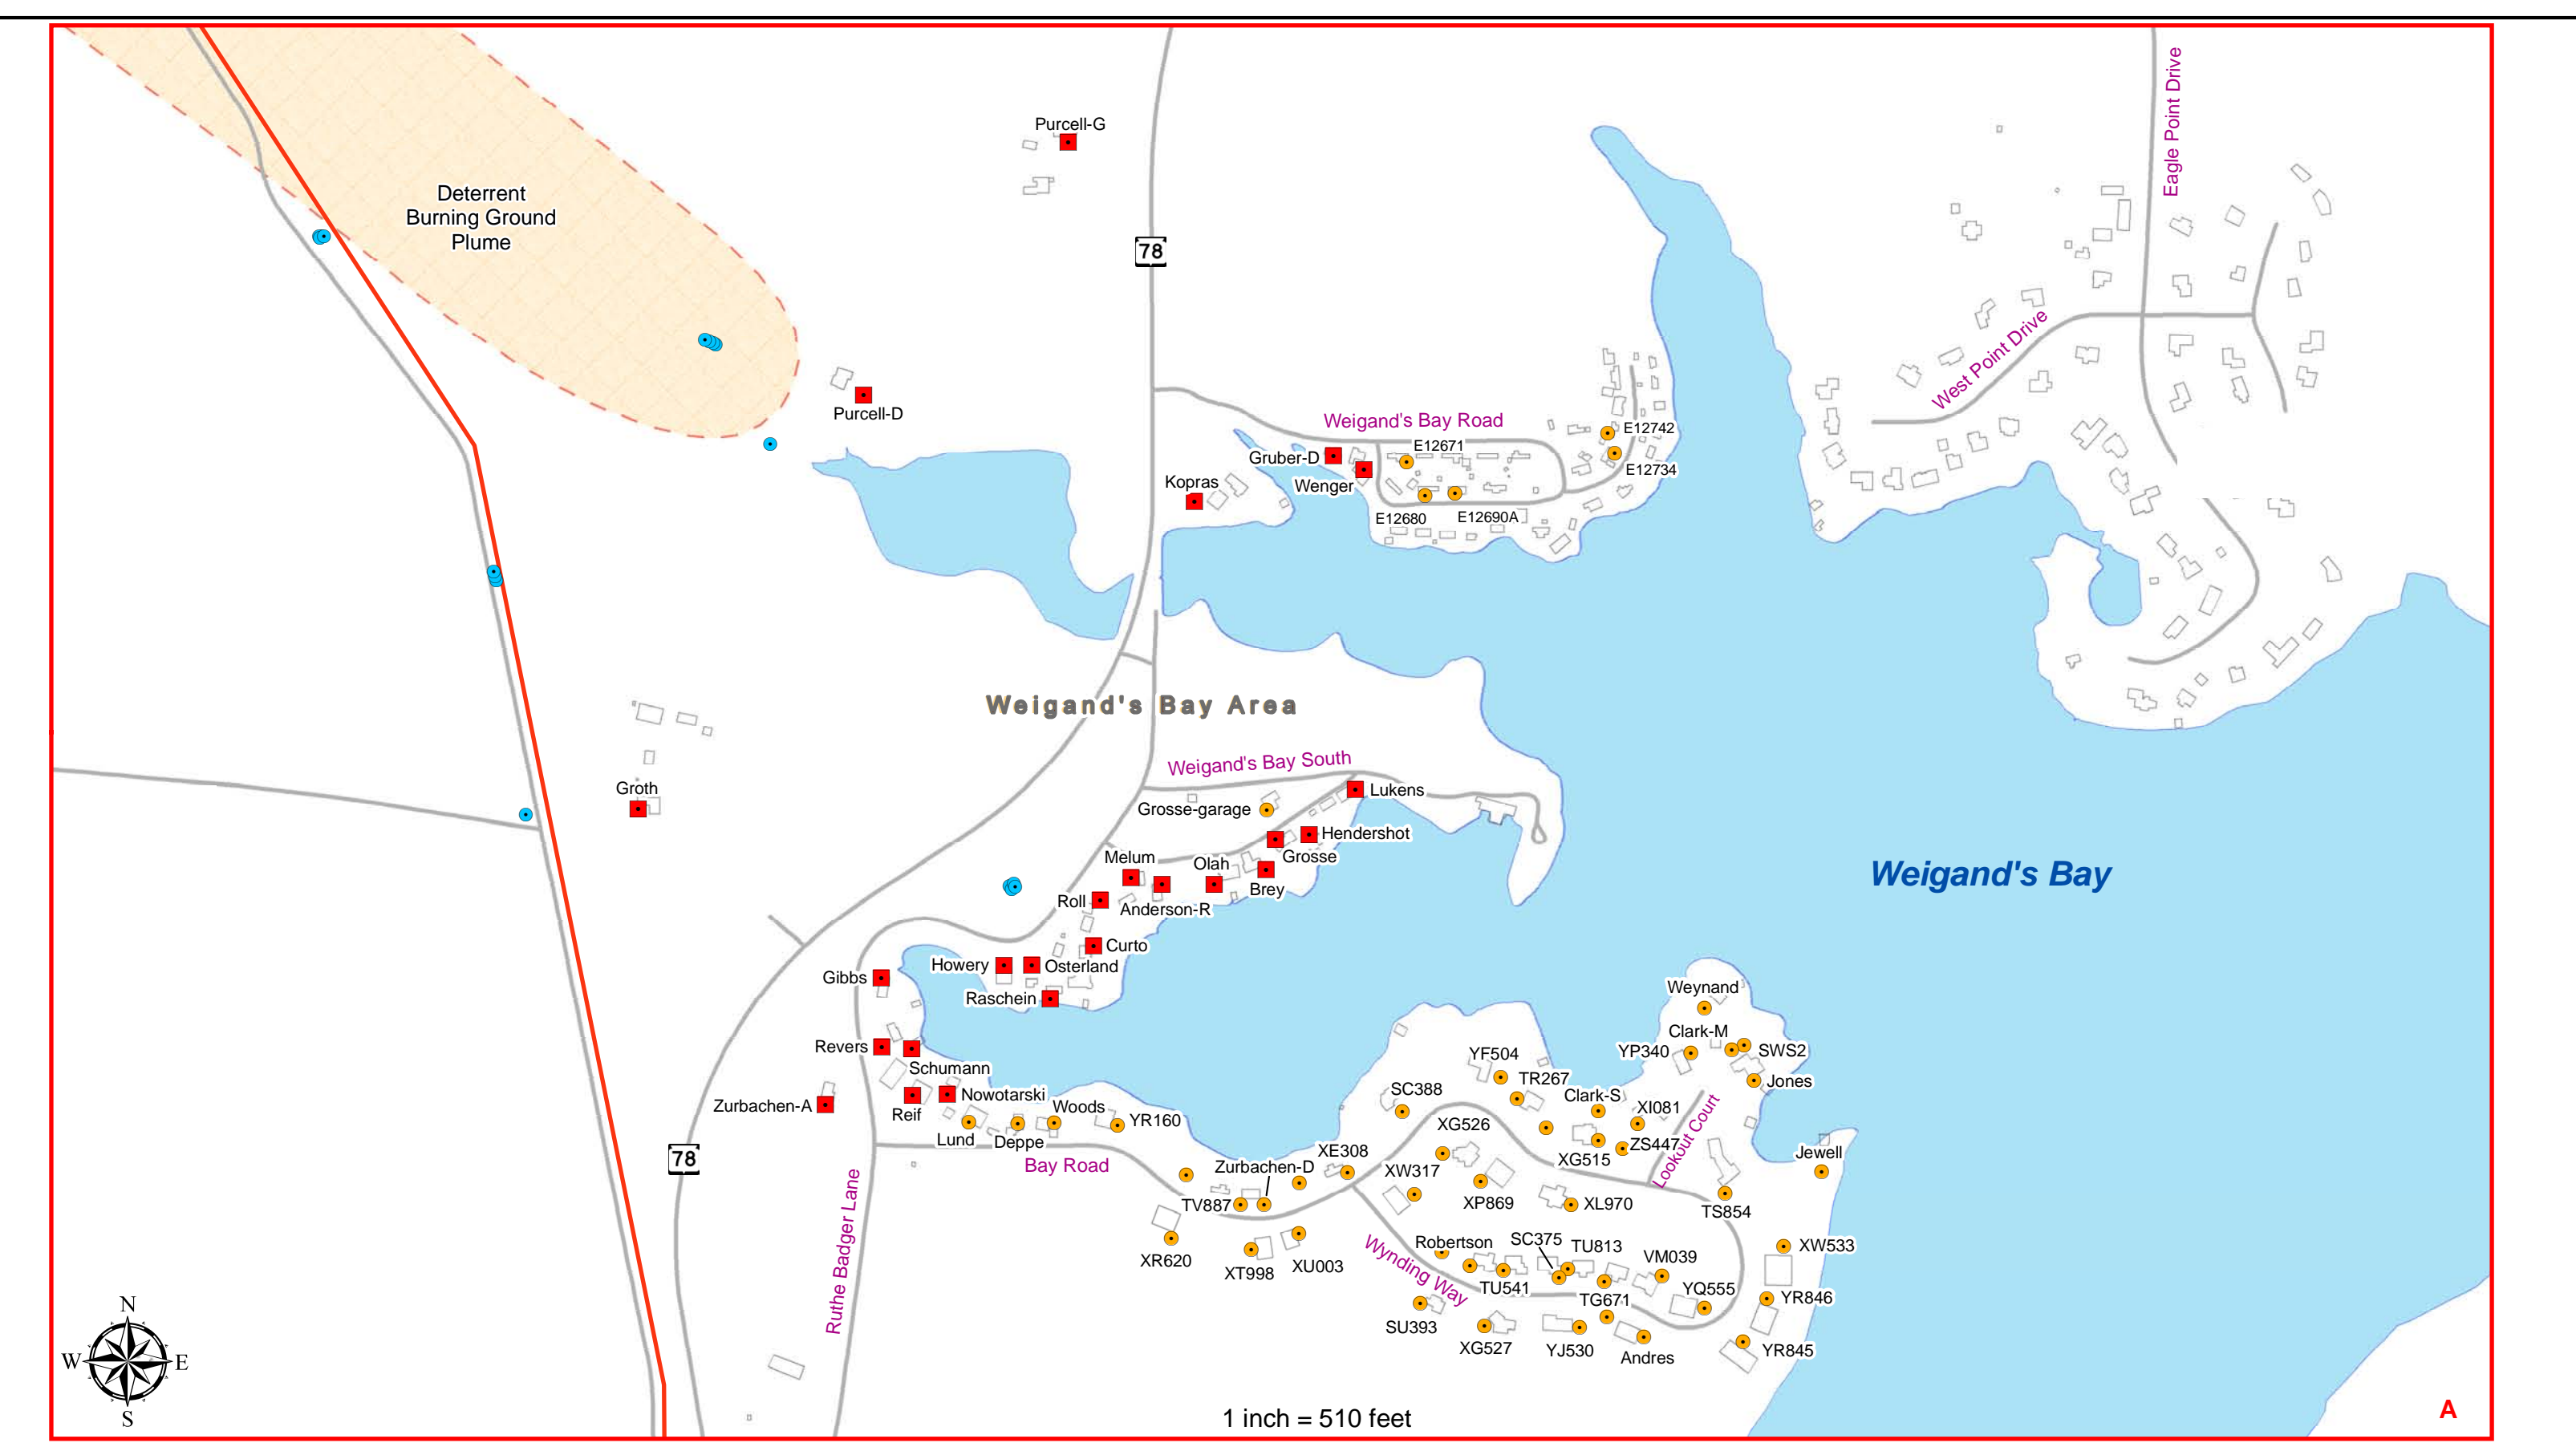 Eagle Point Drive
Purcell-G
Deterrent
Burning Ground
Plume
78
West Point Drive
Purcell-D
Weigand's Bay Road
E12742
E12671
Gruber-D
E12734
Kopras
Wenger
E12680
E12690A
Weigand's Bay Area
Weigand's Bay South
Groth
Lukens
Grosse-garage
Hendershot
Melum
Olah
Grosse
Weigand's Bay
Brey
Roll
Anderson-R
Curto
Howery
Osterland
Gibbs
Raschein
Weynand
Clark-M
Revers
YP340
SWS2
YF504
Schumann
TR267
Jones
SC388
Clark-S
Nowotarski
Zurbachen-A
Woods
XI081
Reif
YR160
XG526
Lund
Deppe
ZS447
Lookout Court
XE308
Jewell
78
Bay Road
Zurbachen-D
XW317
XG515
TV887
XP869
XL970
TS854
Ruthe Badger Lane
Wynding Way
Robertson
SC375
TU813
XW533
XR620
VM039
XU003
XT998
TU541
YQ555
TG671
YR846
SU393
XG527
YJ530
Andres
YR845
N
W
E
S
1 inch = 510 feet
A